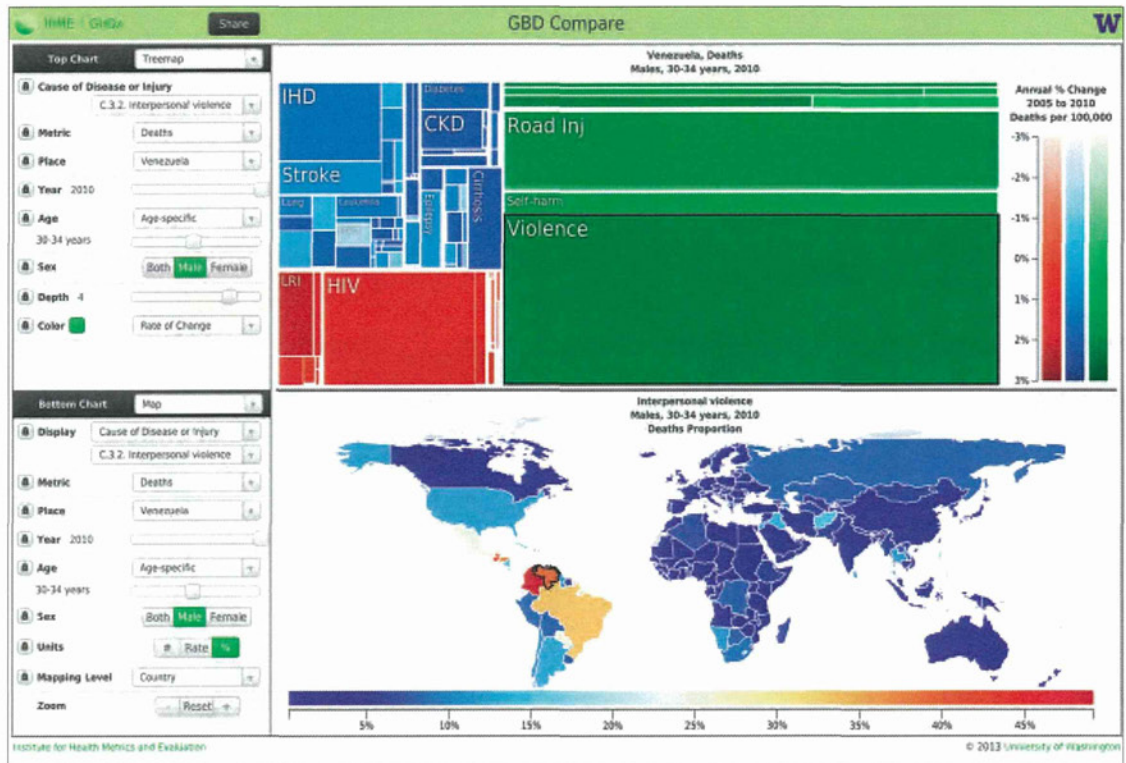 IHME | GHDx
Share
GBD Compare
W
Top Chart
Treemap
Cause of Disease or Injury
C.3.2. Interpersonal violence
Metric
Deaths
Place
Venezuela
Year 2010
Age
Age-specific
30-34 years
Sex
Both Male Female
Depth 4
Color
Rate of Change
Venezuela, Deaths
Males, 30-34 years, 2010
IHD
Diabetes
CKD
Stroke
Lung
Leukemia
Epilepsy
Cirrhosis
LRI
HIV
Road Inj
Self-harm
Violence
Annual % Change
2005 to 2010
Deaths per 100,000
-3%
-2%
-1%
0%
1%
2%
3%
Bottom Chart
Map
Display
Cause of Disease or Injury
C.3.2. Interpersonal violence
Metric
Deaths
Place
Venezuela
Year 2010
Age
Age-specific
30-34 years
Sex
Both Male Female
Units
# Rate %
Mapping Level
Country
Zoom
- Reset +
Interpersonal violence
Males, 30-34 years, 2010
Deaths Proportion
5% 10% 15% 20% 25% 30% 35% 40% 45%
Institute for Health Metrics and Evaluation
© 2013 University of Washington